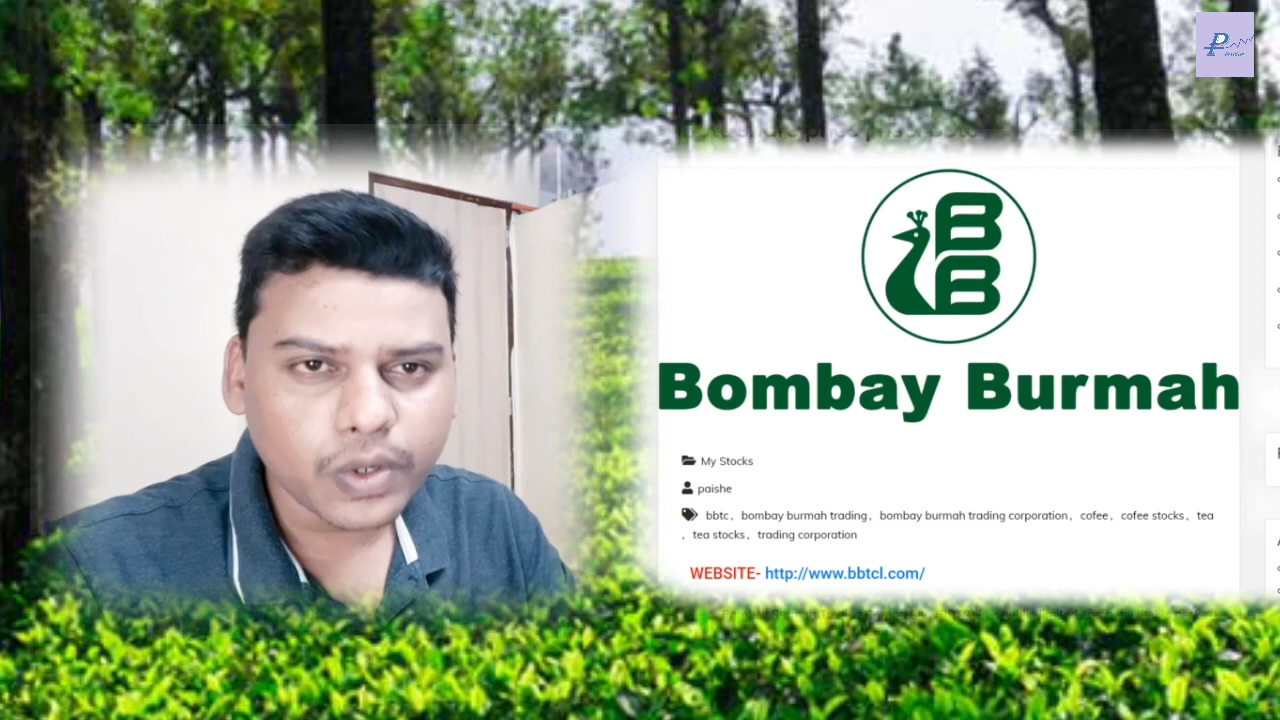 BB
Bombay Burmah
My Stocks
paishe
bbtc, bombay burmah trading, bombay burmah trading corporation, cofee, cofee stocks, tea
, tea stocks, trading corporation
WEBSITE- http://www.bbtcl.com/